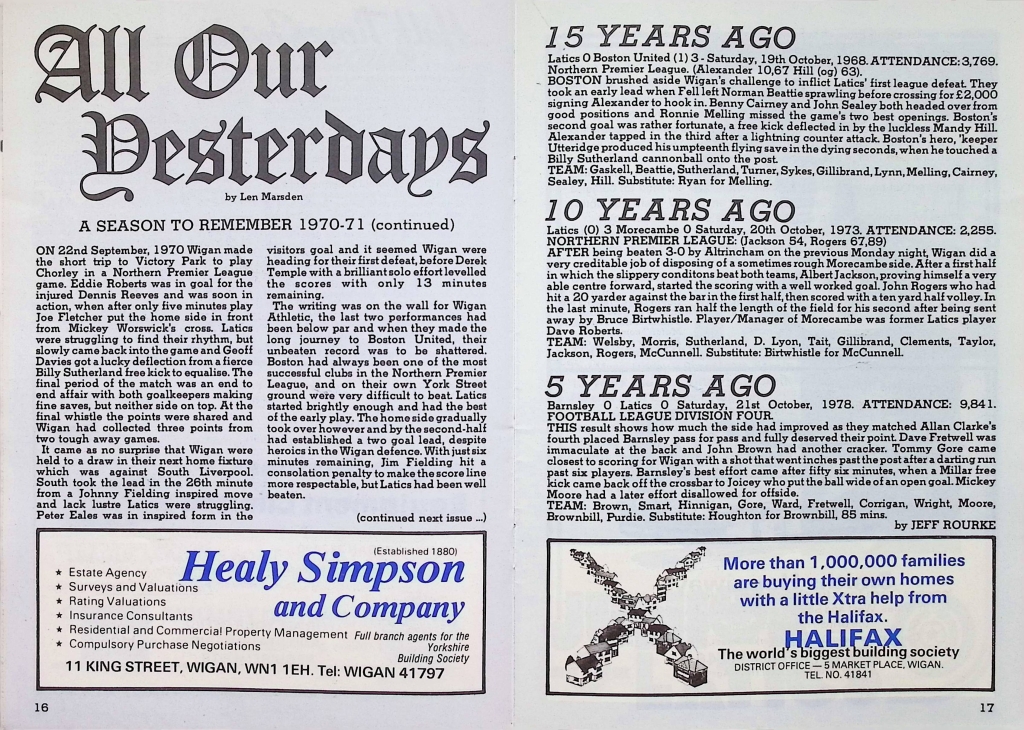 All Our
Yesterdays
by Len Marsden
A SEASON TO REMEMBER 1970-71 (continued)
ON 22nd September, 1970 Wigan made
the short trip to Victory Park to play
Chorley in a Northern Premier League
game. Eddie Roberts was in goal for the
injured Dennis Reeves and was soon in
action, when after only five minutes play
Joe Fletcher put the home side in front
from Mickey Worswick's cross. Latics
were struggling to find their rhythm, but
slowly came back into the game and Geoff
Davies got a lucky deflection from a fierce
Billy Sutherland free kick to equalise. The
final period of the match was an end to
end affair with both goalkeepers making
fine saves, but neither side on top. At the
final whistle the points were shared and
Wigan had collected three points from
two tough away games.
It came as no surprise that Wigan were
held to a draw in their next home fixture
which was against South Liverpool.
South took the lead in the 26th minute
from a Johnny Fielding inspired move
and lack lustre Latics were struggling.
Peter Eales was in inspired form in the
visitors goal and it seemed Wigan were
heading for their first defeat, before Derek
Temple with a brilliant solo effort levelled
the scores with only 13 minutes
remaining.
The writing was on the wall for Wigan
Athletic, the last two performances had
been below par and when they made the
long journey to Boston United, their
unbeaten record was to be shattered.
Boston had always been one of the most
successful clubs in the Northern Premier
League, and on their own York Street
ground were very difficult to beat. Latics
started brightly enough and had the best
of the early play. The home side gradually
took over however and by the second-half
had established a two goal lead, despite
heroics in the Wigan defence. With just six
minutes remaining, Jim Fielding hit a
consolation penalty to make the score line
more respectable, but Latics had been well
beaten.
(continued next issue ...)
(Established 1880)
Healy Simpson
and Company
★ Estate Agency
★ Surveys and Valuations
★ Rating Valuations
★ Insurance Consultants
★ Residential and Commercial Property Management
★ Compulsory Purchase Negotiations
Full branch agents for the
Yorkshire
Building Society
11 KING STREET, WIGAN, WN1 1EH. Tel: WIGAN 41797
16
15 YEARS AGO
Latics 0 Boston United (1) 3 - Saturday, 19th October, 1968. ATTENDANCE: 3,769.
Northern Premier League. (Alexander 10,67 Hill (og) 63).
BOSTON brushed aside Wigan's challenge to inflict Latics' first league defeat. They
took an early lead when Fell left Norman Beattie sprawling before crossing for £2,000
signing Alexander to hook in. Benny Cairney and John Sealey both headed over from
good positions and Ronnie Melling missed the game's two best openings. Boston's
second goal was rather fortunate, a free kick deflected in by the luckless Mandy Hill.
Alexander tapped in the third after a lightning counter attack. Boston's hero, 'keeper
Utteridge produced his umpteenth flying save in the dying seconds, when he touched a
Billy Sutherland cannonball onto the post.
TEAM: Gaskell, Beattie, Sutherland, Turner, Sykes, Gillibrand, Lynn, Melling, Cairney,
Sealey, Hill. Substitute: Ryan for Melling.
10 YEARS AGO
Latics (0) 3 Morecambe 0 Saturday, 20th October, 1973. ATTENDANCE: 2,255.
NORTHERN PREMIER LEAGUE: (Jackson 54, Rogers 67,89)
AFTER being beaten 3-0 by Altrincham on the previous Monday night, Wigan did a
very creditable job of disposing of a sometimes rough Morecambe side. After a first half
in which the slippery conditons beat both teams, Albert Jackson, proving himself a very
able centre forward, started the scoring with a well worked goal. John Rogers who had
hit a 20 yarder against the bar in the first half, then scored with a ten yard half volley. In
the last minute, Rogers ran half the length of the field for his second after being sent
away by Bruce Birtwhistle. Player/Manager of Morecambe was former Latics player
Dave Roberts.
TEAM: Welsby, Morris, Sutherland, D. Lyon, Tait, Gillibrand, Clements, Taylor,
Jackson, Rogers, McCunnell. Substitute: Birtwhistle for McCunnell.
5 YEARS AGO
Barnsley 0 Latics 0 Saturday, 21st October, 1978. ATTENDANCE: 9,841.
FOOTBALL LEAGUE DIVISION FOUR
THIS result shows how much the side had improved as they matched Allan Clarke's
fourth placed Barnsley pass for pass and fully deserved their point. Dave Fretwell was
immaculate at the back and John Brown had another cracker. Tommy Gore came
closest to scoring for Wigan with a shot that went inches past the post after a darting run
past six players. Barnsley's best effort came after fifty six minutes, when a Millar free
kick came back off the crossbar to Joicey who put the ball wide of an open goal. Mickey
Moore had a later effort disallowed for offside.
TEAM: Brown, Smart, Hinnigan, Gore, Ward, Fretwell, Corrigan, Wright, Moore,
Brownbill, Purdie. Substitute: Houghton for Brownbill, 85 mins.
by JEFF ROURKE
More than 1,000,000 families
are buying their own homes
with a little Xtra help from
the Halifax.
HALIFAX
The world's biggest building society
DISTRICT OFFICE — 5 MARKET PLACE, WIGAN.
TEL. NO. 41841
17